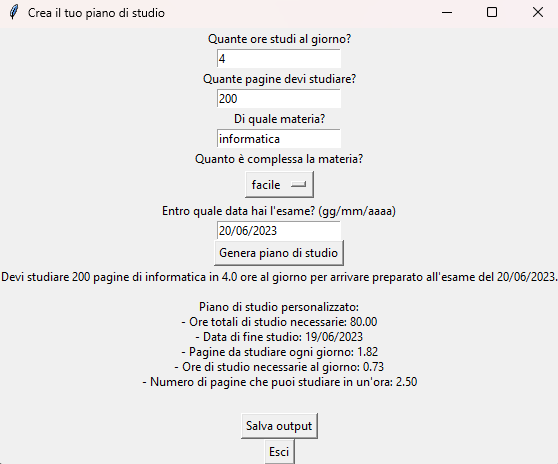 Crea il tuo piano di studio
Quante ore studi al giorno?
4
Quante pagine devi studiare?
200
Di quale materia?
informatica
Quanto è complessa la materia?
facile
Entro quale data hai l'esame? (gg/mm/aaaa)
20/06/2023
Genera piano di studio
Devi studiare 200 pagine di informatica in 4.0 ore al giorno per arrivare preparato all'esame del 20/06/2023.
Piano di studio personalizzato:
- Ore totali di studio necessarie: 80.00
- Data di fine studio: 19/06/2023
- Pagine da studiare ogni giorno: 1.82
- Ore di studio necessarie al giorno: 0.73
- Numero di pagine che puoi studiare in un'ora: 2.50
Salva output
Esci